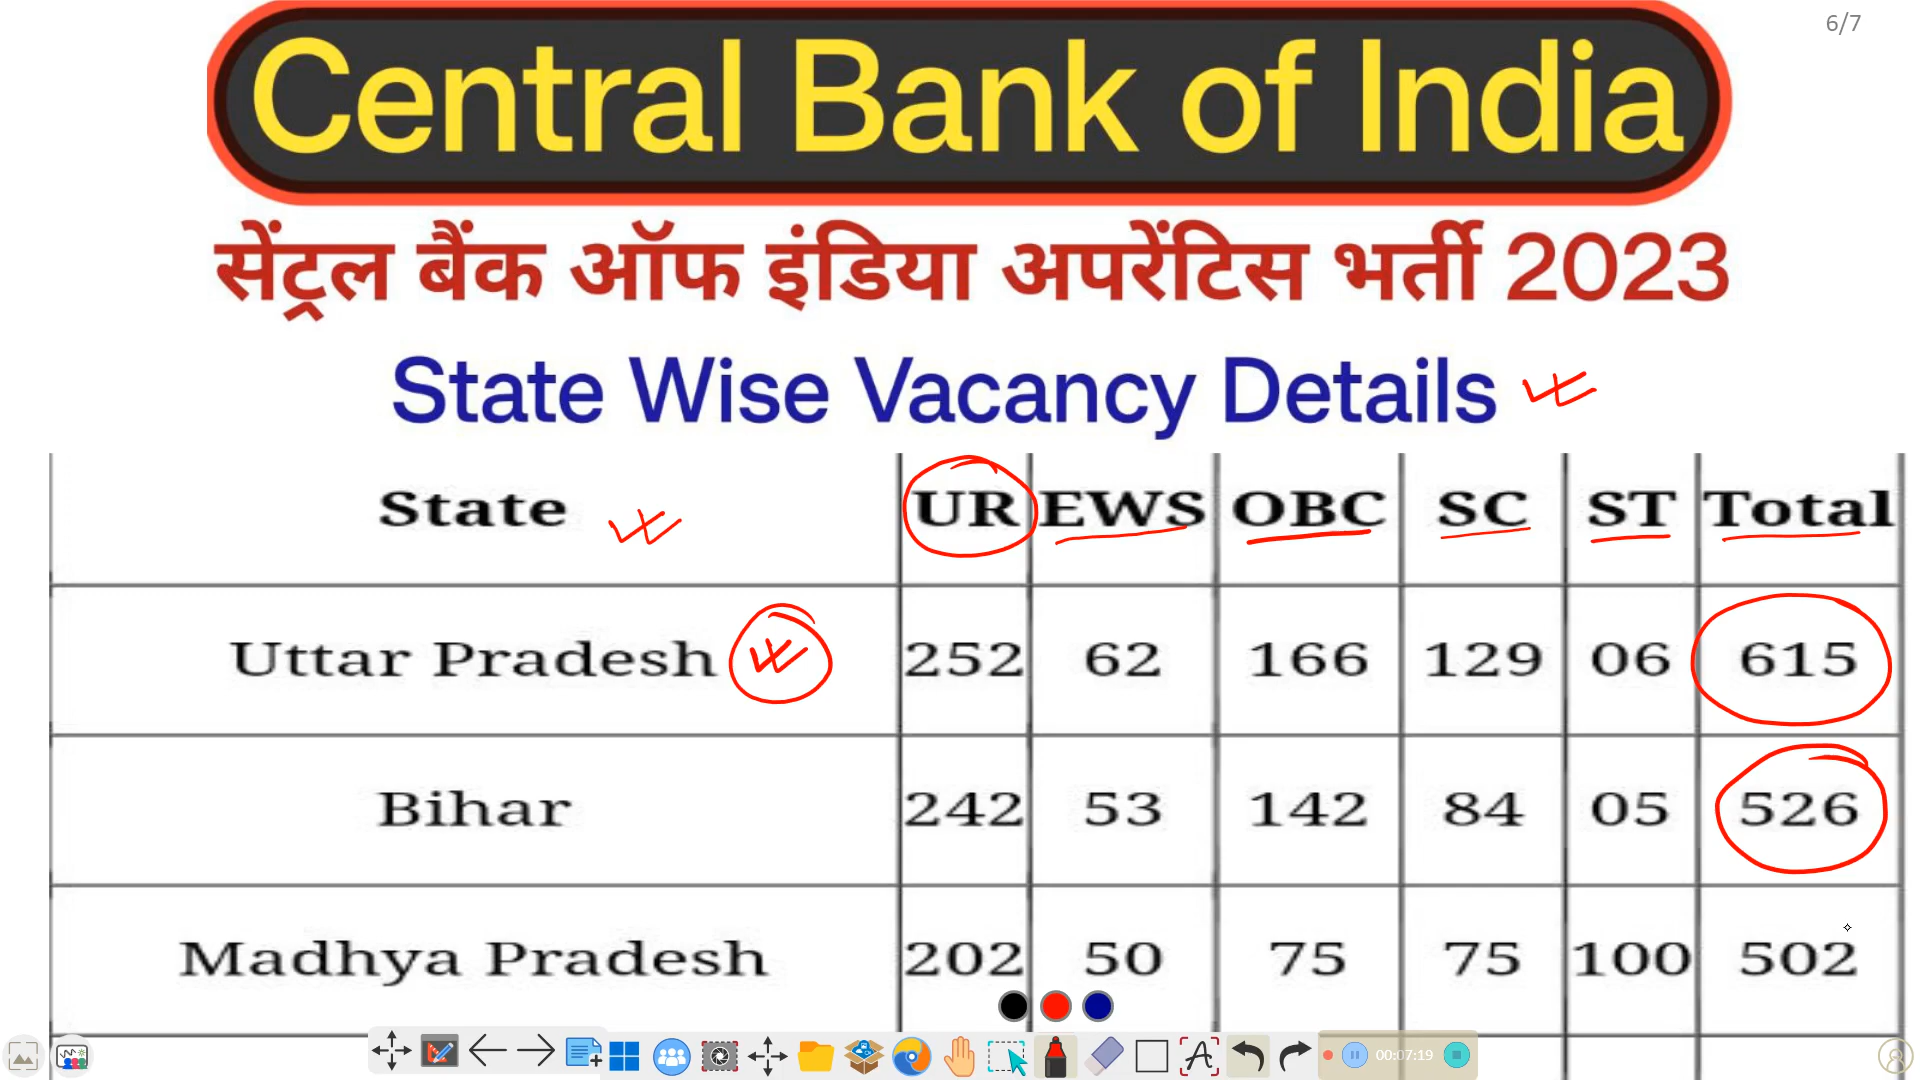 6/7
Central Bank of India
सेंट्रल बैंक ऑफ इंडिया अपरेंटिस भर्ती 2023
State Wise Vacancy Details
State UR EWS OBC SC ST Total
Uttar Pradesh 252 62 166 129 06 615
Bihar 242 53 142 84 05 526
Madhya Pradesh 202 50 75 75 100 502
00:07:19